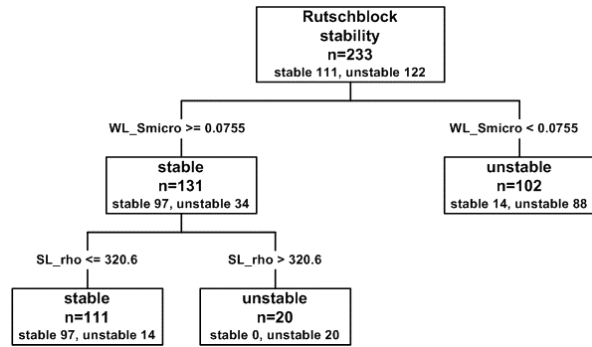 Rutschblock
stability
n=233
stable 111, unstable 122
WL_Smicro >= 0.0755
WL_Smicro < 0.0755
stable
n=131
stable 97, unstable 34
unstable
n=102
stable 14, unstable 88
SL_rho <= 320.6
SL_rho > 320.6
stable
n=111
stable 97, unstable 14
unstable
n=20
stable 0, unstable 20